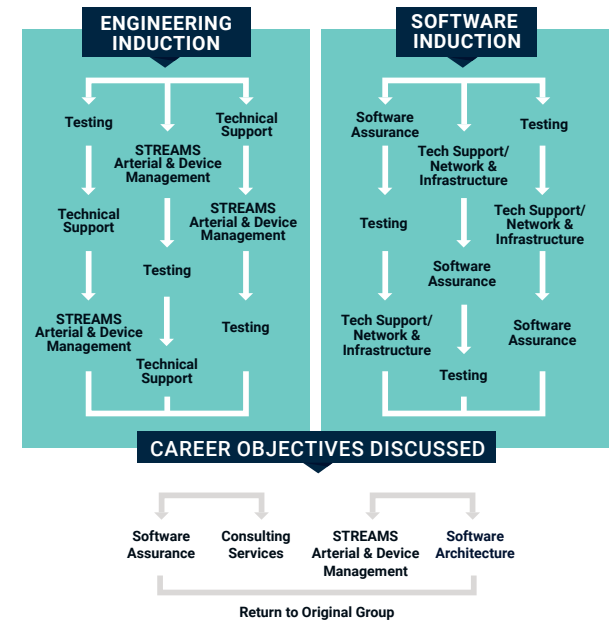 ENGINEERING
INDUCTION
Testing
Technical
Support
STREAMS
Arterial & Device
Management
STREAMS
Arterial & Device
Management
Testing
Technical
Support
Technical
Support
STREAMS
Arterial & Device
Management
Testing
SOFTWARE
INDUCTION
Software
Assurance
Testing
Tech Support/
Network &
Infrastructure
Tech Support/
Network &
Infrastructure
Software
Assurance
Testing
Testing
Tech Support/
Network &
Infrastructure
Software
Assurance
CAREER OBJECTIVES DISCUSSED
Software
Assurance
Consulting
Services
STREAMS
Arterial & Device
Management
Software
Architecture
Return to Original Group